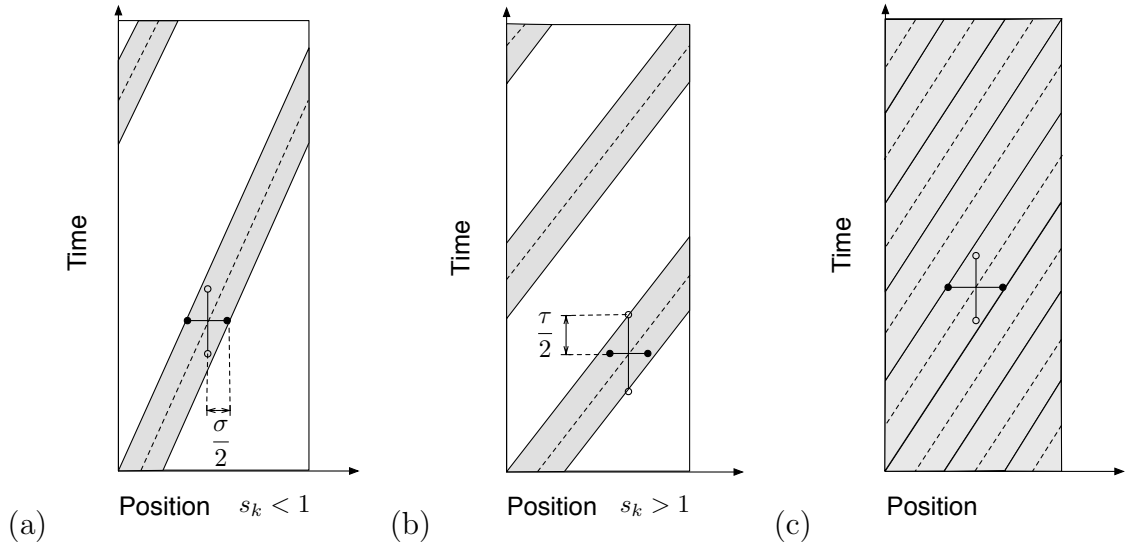 Time
σ/2
Position s_k < 1
(a)
Time
τ/2
Position s_k > 1
(b)
Time
Position
(c)